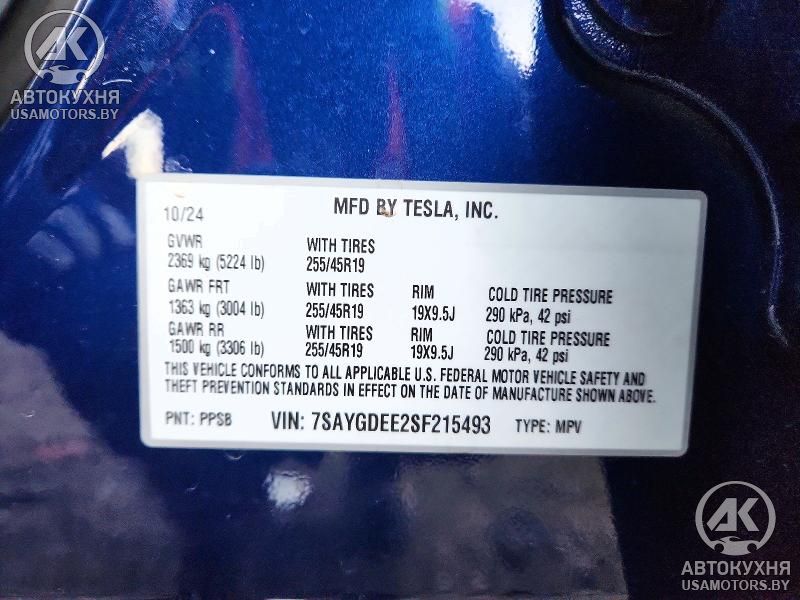 АК
АВТОКУХНЯ
USAMOTORS.BY
10/24 MFD BY TESLA, INC.
GVWR WITH TIRES
2369 kg (5224 lb) 255/45R19
GAWR FRT WITH TIRES RIM COLD TIRE PRESSURE
1363 kg (3004 lb) 255/45R19 19X9.5J 290 kPa, 42 psi
GAWR RR WITH TIRES RIM COLD TIRE PRESSURE
1500 kg (3306 lb) 255/45R19 19X9.5J 290 kPa, 42 psi
THIS VEHICLE CONFORMS TO ALL APPLICABLE U.S. FEDERAL MOTOR VEHICLE SAFETY AND
THEFT PREVENTION STANDARDS IN EFFECT ON THE DATE OF MANUFACTURE SHOWN ABOVE.
PNT: PPSB VIN: 7SAYGDEE2SF215493 TYPE: MPV
АК
АВТОКУХНЯ
USAMOTORS.BY